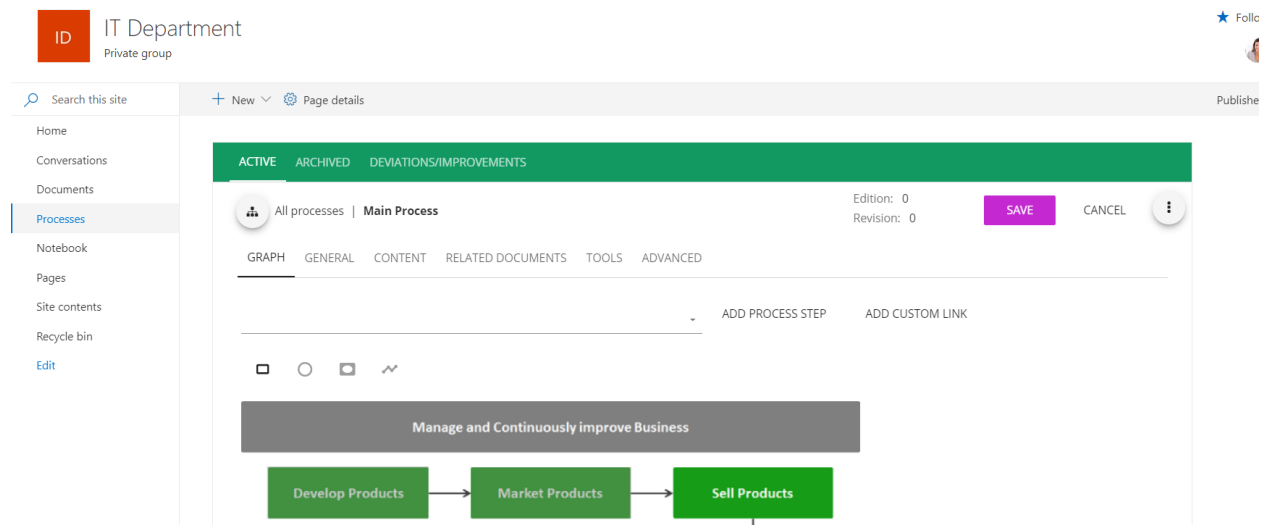 ID
IT Department
Private group
Follo
Search this site
New
Page details
Publishe
Home
Conversations
Documents
Processes
Notebook
Pages
Site contents
Recycle bin
Edit
ACTIVE ARCHIVED DEVIATIONS/IMPROVEMENTS
All processes | Main Process
Edition: 0
Revision: 0
SAVE
CANCEL
GRAPH GENERAL CONTENT RELATED DOCUMENTS TOOLS ADVANCED
ADD PROCESS STEP
ADD CUSTOM LINK
Manage and Continuously improve Business
Develop Products
Market Products
Sell Products